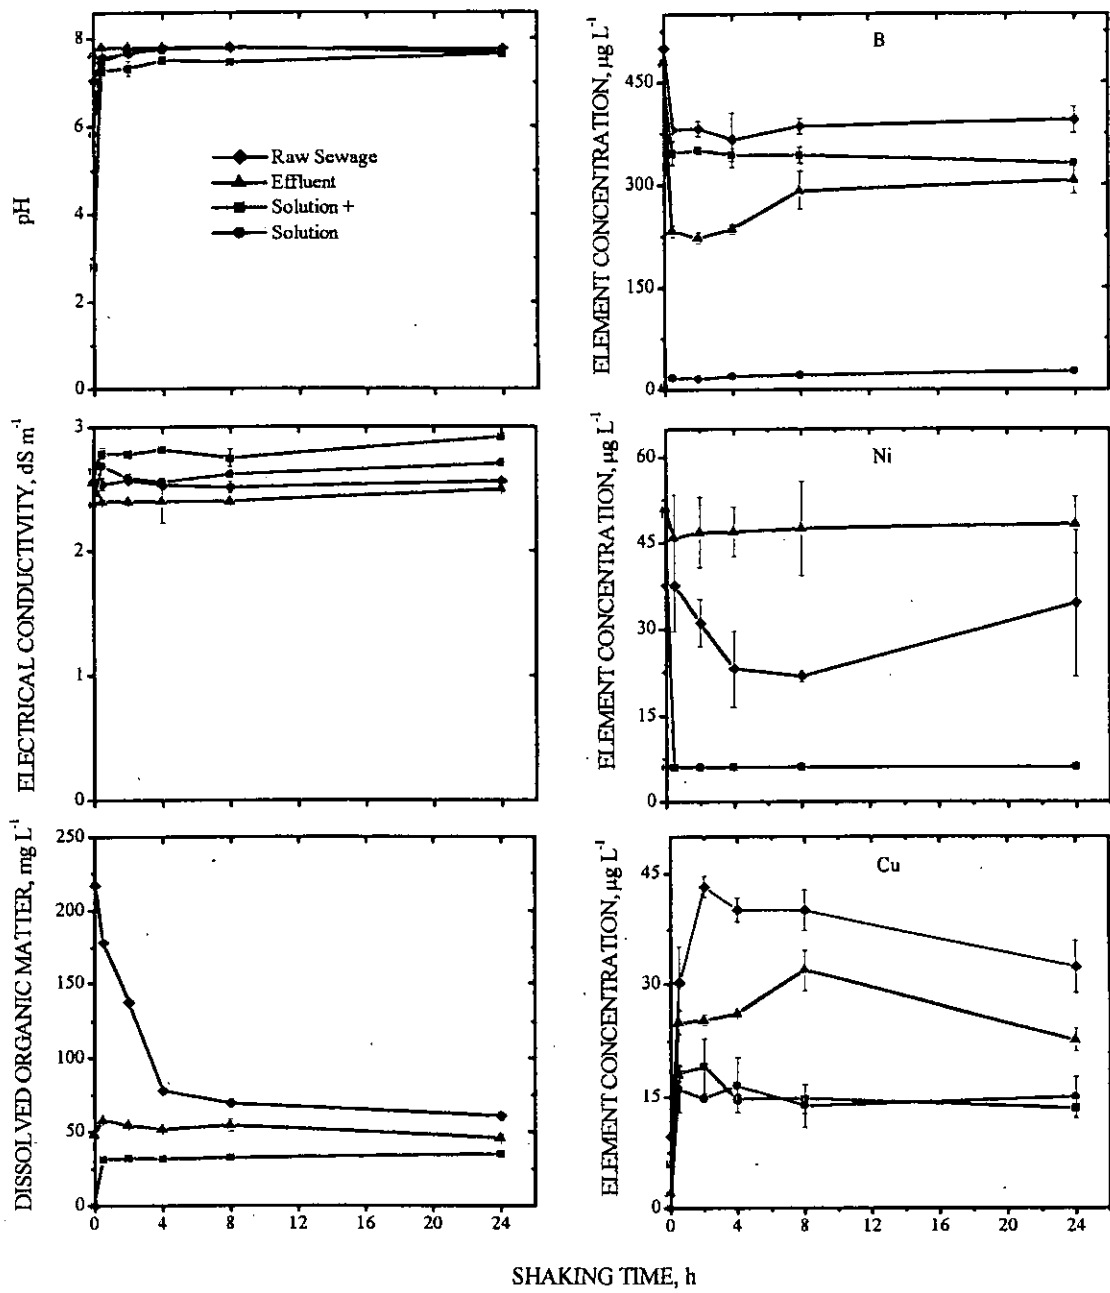 8
6
4
2
0
pH
Raw Sewage
Effluent
Solution +
Solution
B
450
300
150
0
ELEMENT CONCENTRATION, µg L-1
3
2
1
0
ELECTRICAL CONDUCTIVITY, dS m-1
Ni
60
45
30
15
0
ELEMENT CONCENTRATION, µg L-1
250
200
150
100
50
0
DISSOLVED ORGANIC MATTER, mg L-1
0 4 8 12 16 20 24
Cu
45
30
15
0
ELEMENT CONCENTRATION, µg L-1
0 4 8 12 16 20 24
SHAKING TIME, h